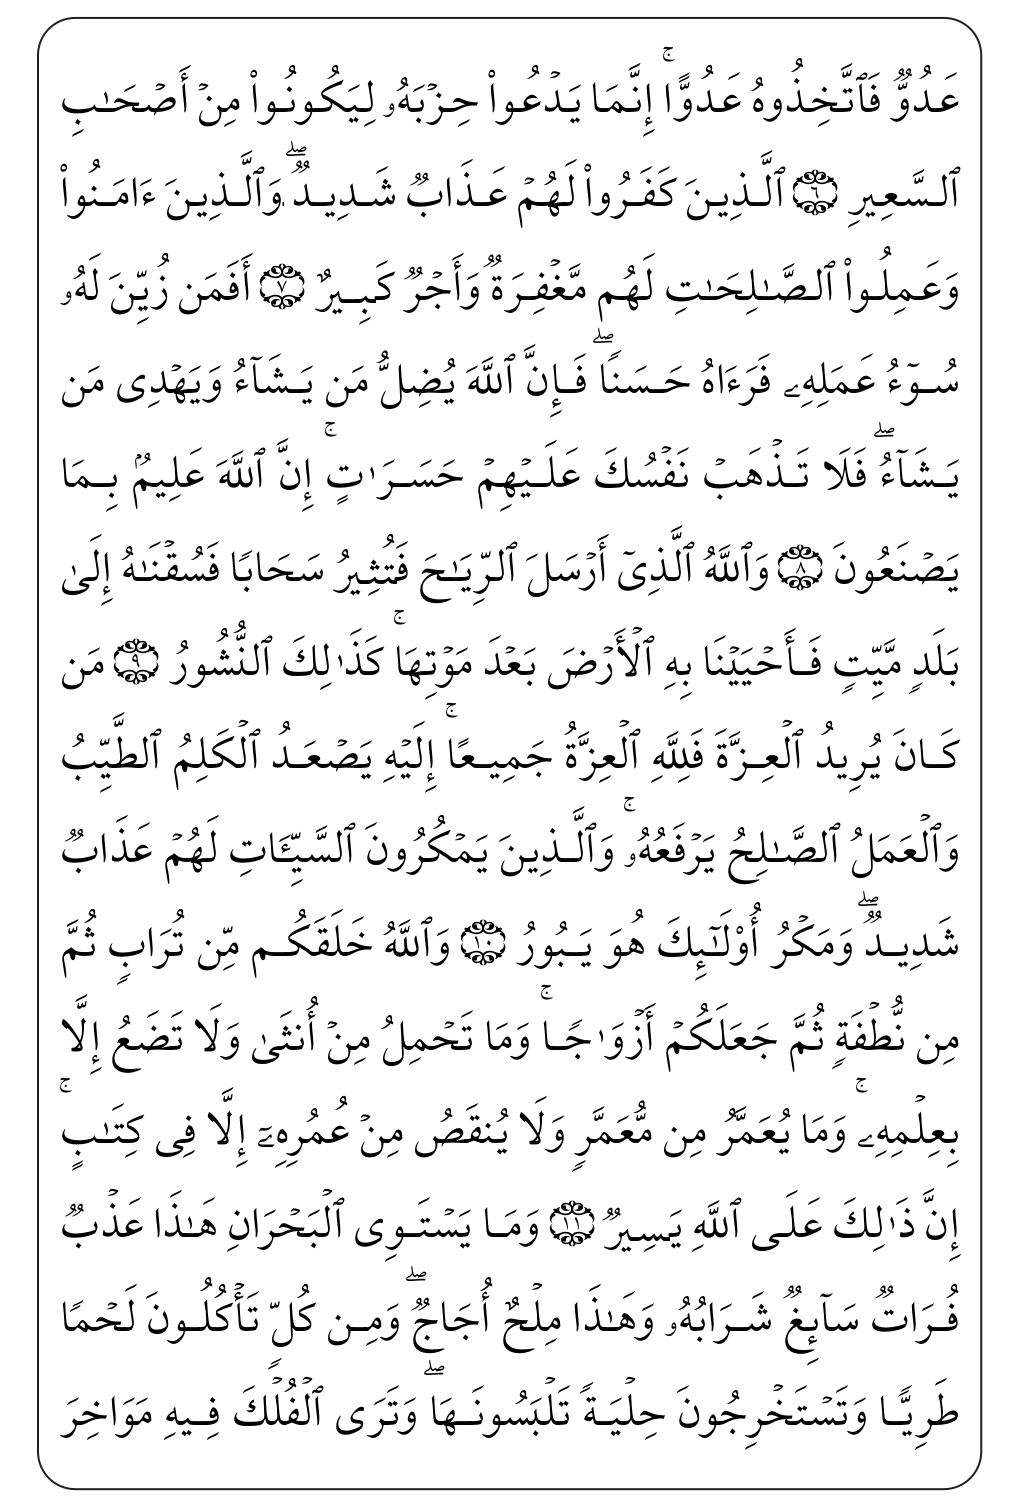 عَدُوٌّ فَٱتَّخِذُوهُ عَدُوًّاۚ إِنَّمَا يَدۡعُواْ حِزۡبَهُۥ لِيَكُونُواْ مِنۡ أَصۡحَٰبِ
ٱلسَّعِيرِ ٦ ٱلَّذِينَ كَفَرُواْ لَهُمۡ عَذَابٌ شَدِيدٌۖ وَٱلَّذِينَ ءَامَنُواْ
وَعَمِلُواْ ٱلصَّٰلِحَٰتِ لَهُم مَّغۡفِرَةٌ وَأَجۡرٌ كَبِيرٌ ٧ أَفَمَن زُيِّنَ لَهُۥ
سُوٓءُ عَمَلِهِۦ فَرَءَاهُ حَسَنًاۖ فَإِنَّ ٱللَّهَ يُضِلُّ مَن يَشَآءُ وَيَهۡدِى مَن
يَشَآءُۖ فَلَا تَذۡهَبۡ نَفۡسُكَ عَلَيۡهِمۡ حَسَرَٰتٍۚ إِنَّ ٱللَّهَ عَلِيمٌۢ بِمَا
يَصۡنَعُونَ ٨ وَٱللَّهُ ٱلَّذِىٓ أَرۡسَلَ ٱلرِّيَٰحَ فَتُثِيرُ سَحَابًا فَسُقۡنَٰهُ إِلَىٰ
بَلَدٍ مَّيِّتٍ فَأَحۡيَيۡنَا بِهِ ٱلۡأَرۡضَ بَعۡدَ مَوۡتِهَاۚ كَذَٰلِكَ ٱلنُّشُورُ ٩ مَن
كَانَ يُرِيدُ ٱلۡعِزَّةَ فَلِلَّهِ ٱلۡعِزَّةُ جَمِيعًاۚ إِلَيۡهِ يَصۡعَدُ ٱلۡكَلِمُ ٱلطَّيِّبُ
وَٱلۡعَمَلُ ٱلصَّٰلِحُ يَرۡفَعُهُۥۚ وَٱلَّذِينَ يَمۡكُرُونَ ٱلسَّيِّـَٔاتِ لَهُمۡ عَذَابٌ
شَدِيدٌۖ وَمَكۡرُ أُوْلَٰٓئِكَ هُوَ يَبُورُ ١٠ وَٱللَّهُ خَلَقَكُم مِّن تُرَابٍ ثُمَّ
مِن نُّطۡفَةٍ ثُمَّ جَعَلَكُمۡ أَزۡوَٰجًاۚ وَمَا تَحۡمِلُ مِنۡ أُنثَىٰ وَلَا تَضَعُ إِلَّا
بِعِلۡمِهِۦۚ وَمَا يُعَمَّرُ مِن مُّعَمَّرٍ وَلَا يُنقَصُ مِنۡ عُمُرِهِۦٓ إِلَّا فِى كِتَٰبٍۚ
إِنَّ ذَٰلِكَ عَلَى ٱللَّهِ يَسِيرٌ ١١ وَمَا يَسۡتَوِى ٱلۡبَحۡرَانِ هَٰذَا عَذۡبٌ
فُرَاتٌ سَآئِغٌ شَرَابُهُۥ وَهَٰذَا مِلۡحٌ أُجَاجٌۖ وَمِن كُلٍّ تَأۡكُلُونَ لَحۡمًا
طَرِيًّا وَتَسۡتَخۡرِجُونَ حِلۡيَةً تَلۡبَسُونَهَاۖ وَتَرَى ٱلۡفُلۡكَ فِيهِ مَوَاخِرَ